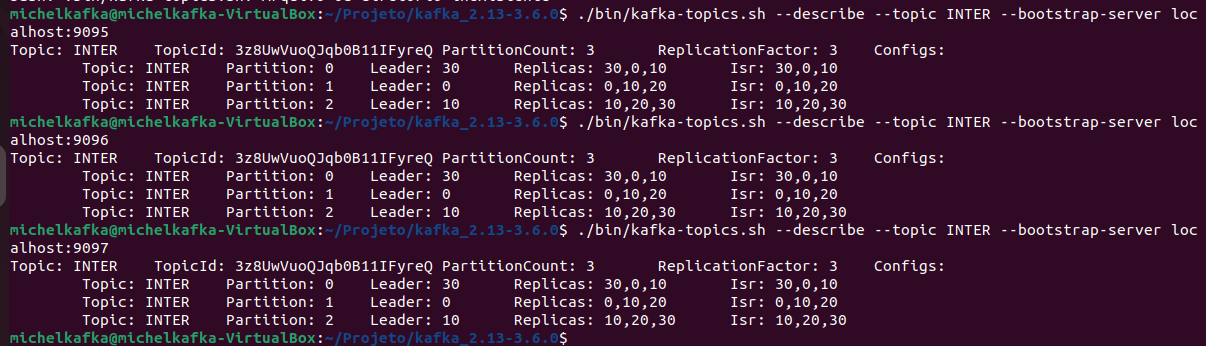 michelkafka@michelkafka-VirtualBox:~/Projeto/kafka_2.13-3.6.0$ ./bin/kafka-topics.sh --describe --topic INTER --bootstrap-server loc
alhost:9095
Topic: INTER TopicId: 3z8UwVuoQJqb0B11IFyreQ PartitionCount: 3 ReplicationFactor: 3 Configs:
Topic: INTER Partition: 0 Leader: 30 Replicas: 30,0,10 Isr: 30,0,10
Topic: INTER Partition: 1 Leader: 0 Replicas: 0,10,20 Isr: 0,10,20
Topic: INTER Partition: 2 Leader: 10 Replicas: 10,20,30 Isr: 10,20,30
michelkafka@michelkafka-VirtualBox:~/Projeto/kafka_2.13-3.6.0$ ./bin/kafka-topics.sh --describe --topic INTER --bootstrap-server loc
alhost:9096
Topic: INTER TopicId: 3z8UwVuoQJqb0B11IFyreQ PartitionCount: 3 ReplicationFactor: 3 Configs:
Topic: INTER Partition: 0 Leader: 30 Replicas: 30,0,10 Isr: 30,0,10
Topic: INTER Partition: 1 Leader: 0 Replicas: 0,10,20 Isr: 0,10,20
Topic: INTER Partition: 2 Leader: 10 Replicas: 10,20,30 Isr: 10,20,30
michelkafka@michelkafka-VirtualBox:~/Projeto/kafka_2.13-3.6.0$ ./bin/kafka-topics.sh --describe --topic INTER --bootstrap-server loc
alhost:9097
Topic: INTER TopicId: 3z8UwVuoQJqb0B11IFyreQ PartitionCount: 3 ReplicationFactor: 3 Configs:
Topic: INTER Partition: 0 Leader: 30 Replicas: 30,0,10 Isr: 30,0,10
Topic: INTER Partition: 1 Leader: 0 Replicas: 0,10,20 Isr: 0,10,20
Topic: INTER Partition: 2 Leader: 10 Replicas: 10,20,30 Isr: 10,20,30
michelkafka@michelkafka-VirtualBox:~/Projeto/kafka_2.13-3.6.0$